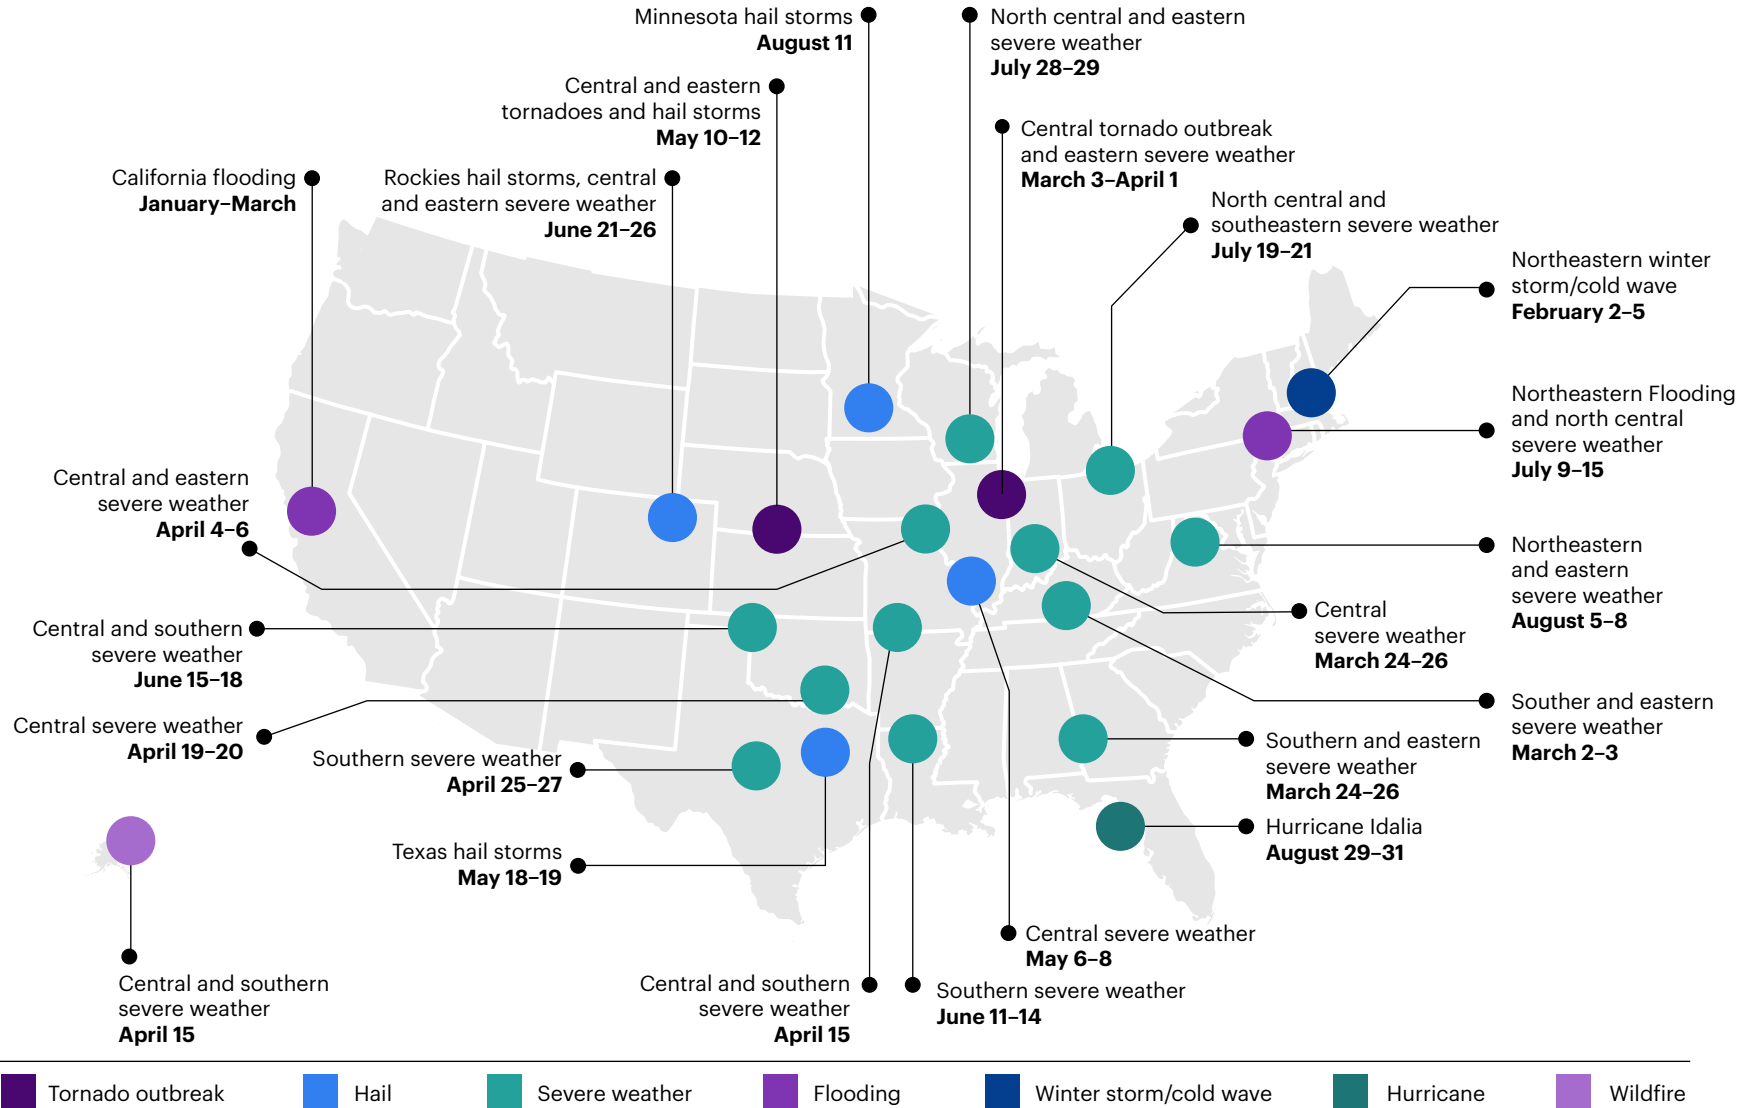 Minnesota hail storms
August 11
North central and eastern
severe weather
July 28–29
Central and eastern
tornadoes and hail storms
May 10–12
Central tornado outbreak
and eastern severe weather
March 3–April 1
California flooding
January–March
Rockies hail storms, central
and eastern severe weather
June 21–26
North central and
southeastern severe weather
July 19–21
Northeastern winter
storm/cold wave
February 2–5
Northeastern Flooding
and north central
severe weather
July 9–15
Central and eastern
severe weather
April 4–6
Northeastern
and eastern
severe weather
August 5–8
Central
severe weather
March 24–26
Central and southern
severe weather
June 15–18
Souther and eastern
severe weather
March 2–3
Central severe weather
April 19–20
Southern severe weather
April 25–27
Southern and eastern
severe weather
March 24–26
Hurricane Idalia
August 29–31
Texas hail storms
May 18–19
Central severe weather
May 6–8
Central and southern
severe weather
April 15
Central and southern
severe weather
April 15
Southern severe weather
June 11–14
Tornado outbreak
Hail
Severe weather
Flooding
Winter storm/cold wave
Hurricane
Wildfire